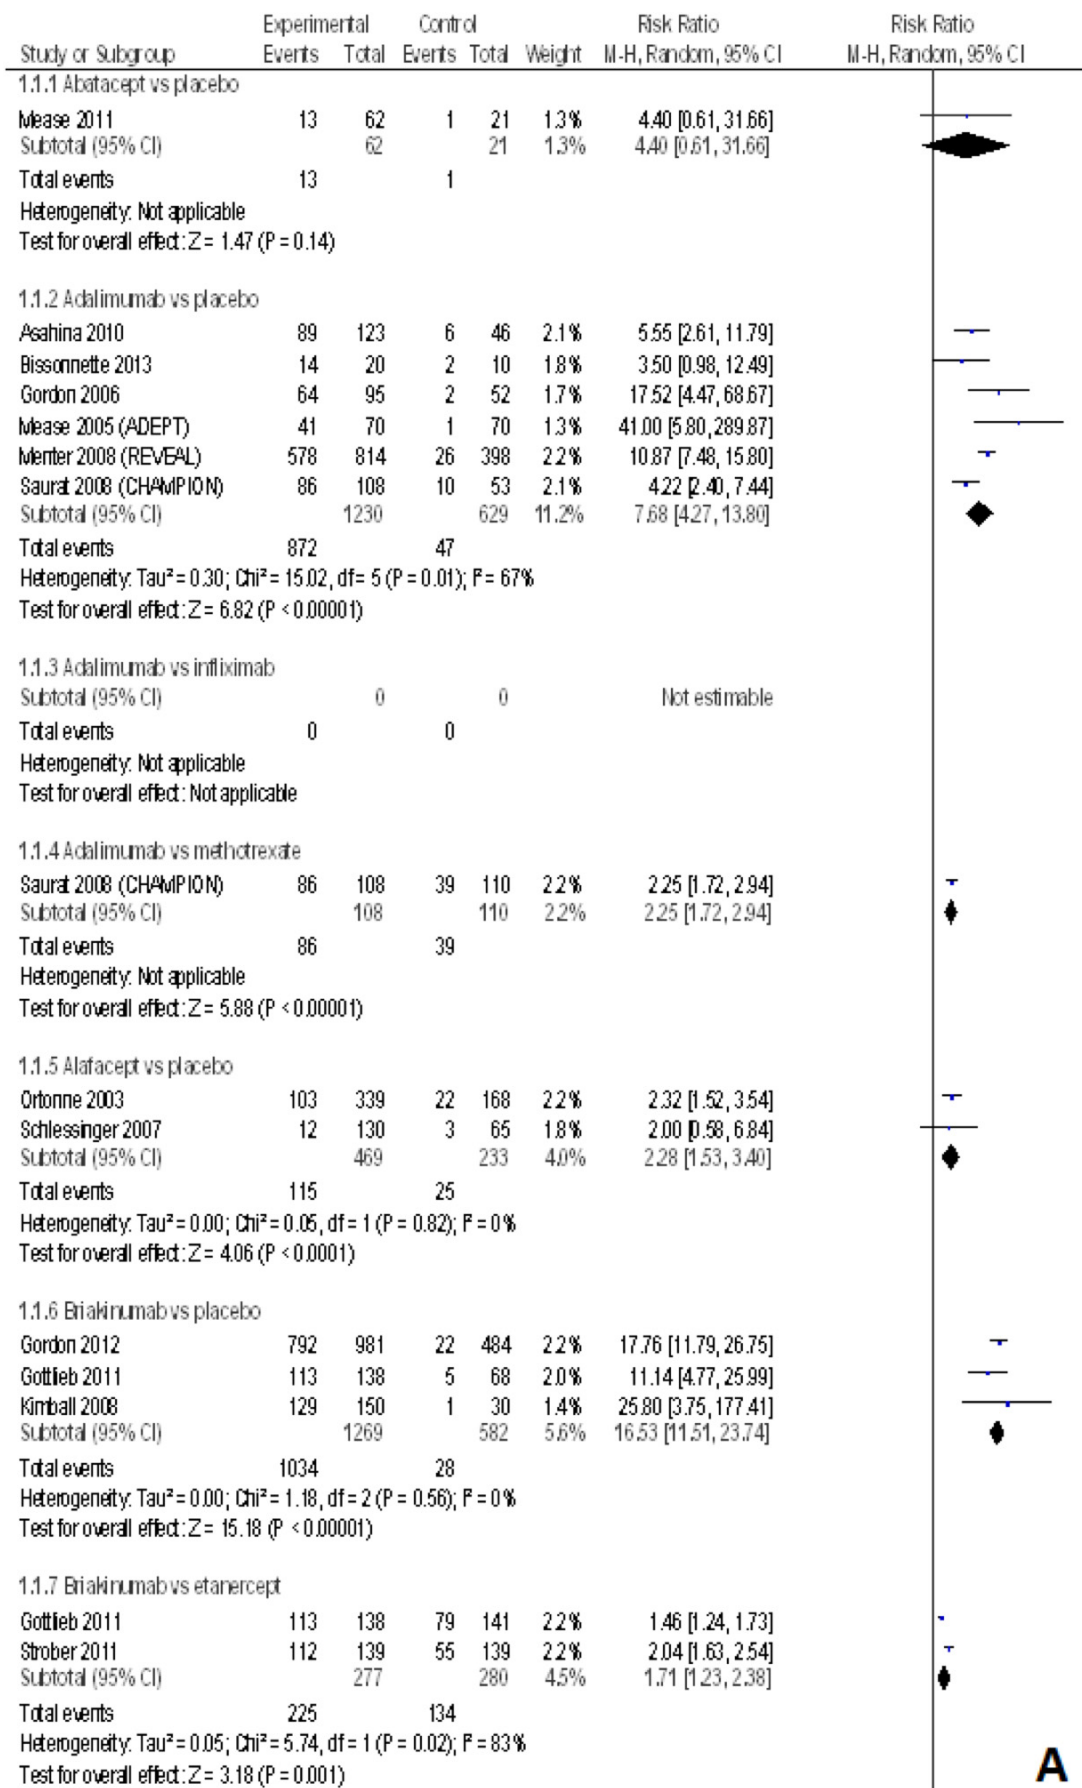 Experimental Control Risk Ratio Risk Ratio
Study or Subgroup Events Total Events Total Weight M-H, Random, 95% CI M-H, Random, 95% CI
1.1.1 Abatacept vs placebo
Mease 2011 13 62 1 21 1.3% 4.40 [0.61, 31.66]
Subtotal (95% CI) 62 21 1.3% 4.40 [0.61, 31.66]
Total events 13 1
Heterogeneity: Not applicable
Test for overall effect: Z = 1.47 (P = 0.14)
1.1.2 Adalimumab vs placebo
Asahina 2010 89 123 6 46 2.1% 5.55 [2.61, 11.79]
Bissonnette 2013 14 20 2 10 1.8% 3.50 [0.98, 12.49]
Gordon 2006 64 95 2 52 1.7% 17.52 [4.47, 68.67]
Mease 2005 (ADEPT) 41 70 1 70 1.3% 41.00 [5.80, 289.87]
Menter 2008 (REVEAL) 578 814 26 398 2.2% 10.87 [7.48, 15.80]
Saurat 2008 (CHAMPION) 86 108 10 53 2.1% 4.22 [2.40, 7.44]
Subtotal (95% CI) 1230 629 11.2% 7.68 [4.27, 13.80]
Total events 872 47
Heterogeneity: Tau² = 0.30; Chi² = 15.02, df = 5 (P = 0.01); I² = 67%
Test for overall effect: Z = 6.82 (P < 0.00001)
1.1.3 Adalimumab vs infliximab
Subtotal (95% CI) 0 0 Not estimable
Total events 0 0
Heterogeneity: Not applicable
Test for overall effect: Not applicable
1.1.4 Adalimumab vs methotrexate
Saurat 2008 (CHAMPION) 86 108 39 110 2.2% 2.25 [1.72, 2.94]
Subtotal (95% CI) 108 110 2.2% 2.25 [1.72, 2.94]
Total events 86 39
Heterogeneity: Not applicable
Test for overall effect: Z = 5.88 (P < 0.00001)
1.1.5 Alafacept vs placebo
Ortonne 2003 103 339 22 168 2.2% 2.32 [1.52, 3.54]
Schlessinger 2007 12 130 3 65 1.8% 2.00 [0.58, 6.84]
Subtotal (95% CI) 469 233 4.0% 2.28 [1.53, 3.40]
Total events 115 25
Heterogeneity: Tau² = 0.00; Chi² = 0.05, df = 1 (P = 0.82); I² = 0%
Test for overall effect: Z = 4.06 (P < 0.0001)
1.1.6 Briakinumab vs placebo
Gordon 2012 792 981 22 484 2.2% 17.76 [11.79, 26.75]
Gottlieb 2011 113 138 5 68 2.0% 11.14 [4.77, 25.99]
Kimball 2008 129 150 1 30 1.4% 25.80 [3.75, 177.41]
Subtotal (95% CI) 1269 582 5.6% 16.53 [11.51, 23.74]
Total events 1034 28
Heterogeneity: Tau² = 0.00; Chi² = 1.18, df = 2 (P = 0.56); I² = 0%
Test for overall effect: Z = 15.18 (P < 0.00001)
1.1.7 Briakinumab vs etanercept
Gottlieb 2011 113 138 79 141 2.2% 1.46 [1.24, 1.73]
Strober 2011 112 139 55 139 2.2% 2.04 [1.63, 2.54]
Subtotal (95% CI) 277 280 4.5% 1.71 [1.23, 2.38]
Total events 225 134
Heterogeneity: Tau² = 0.05; Chi² = 5.74, df = 1 (P = 0.02); I² = 83%
Test for overall effect: Z = 3.18 (P = 0.001)
A